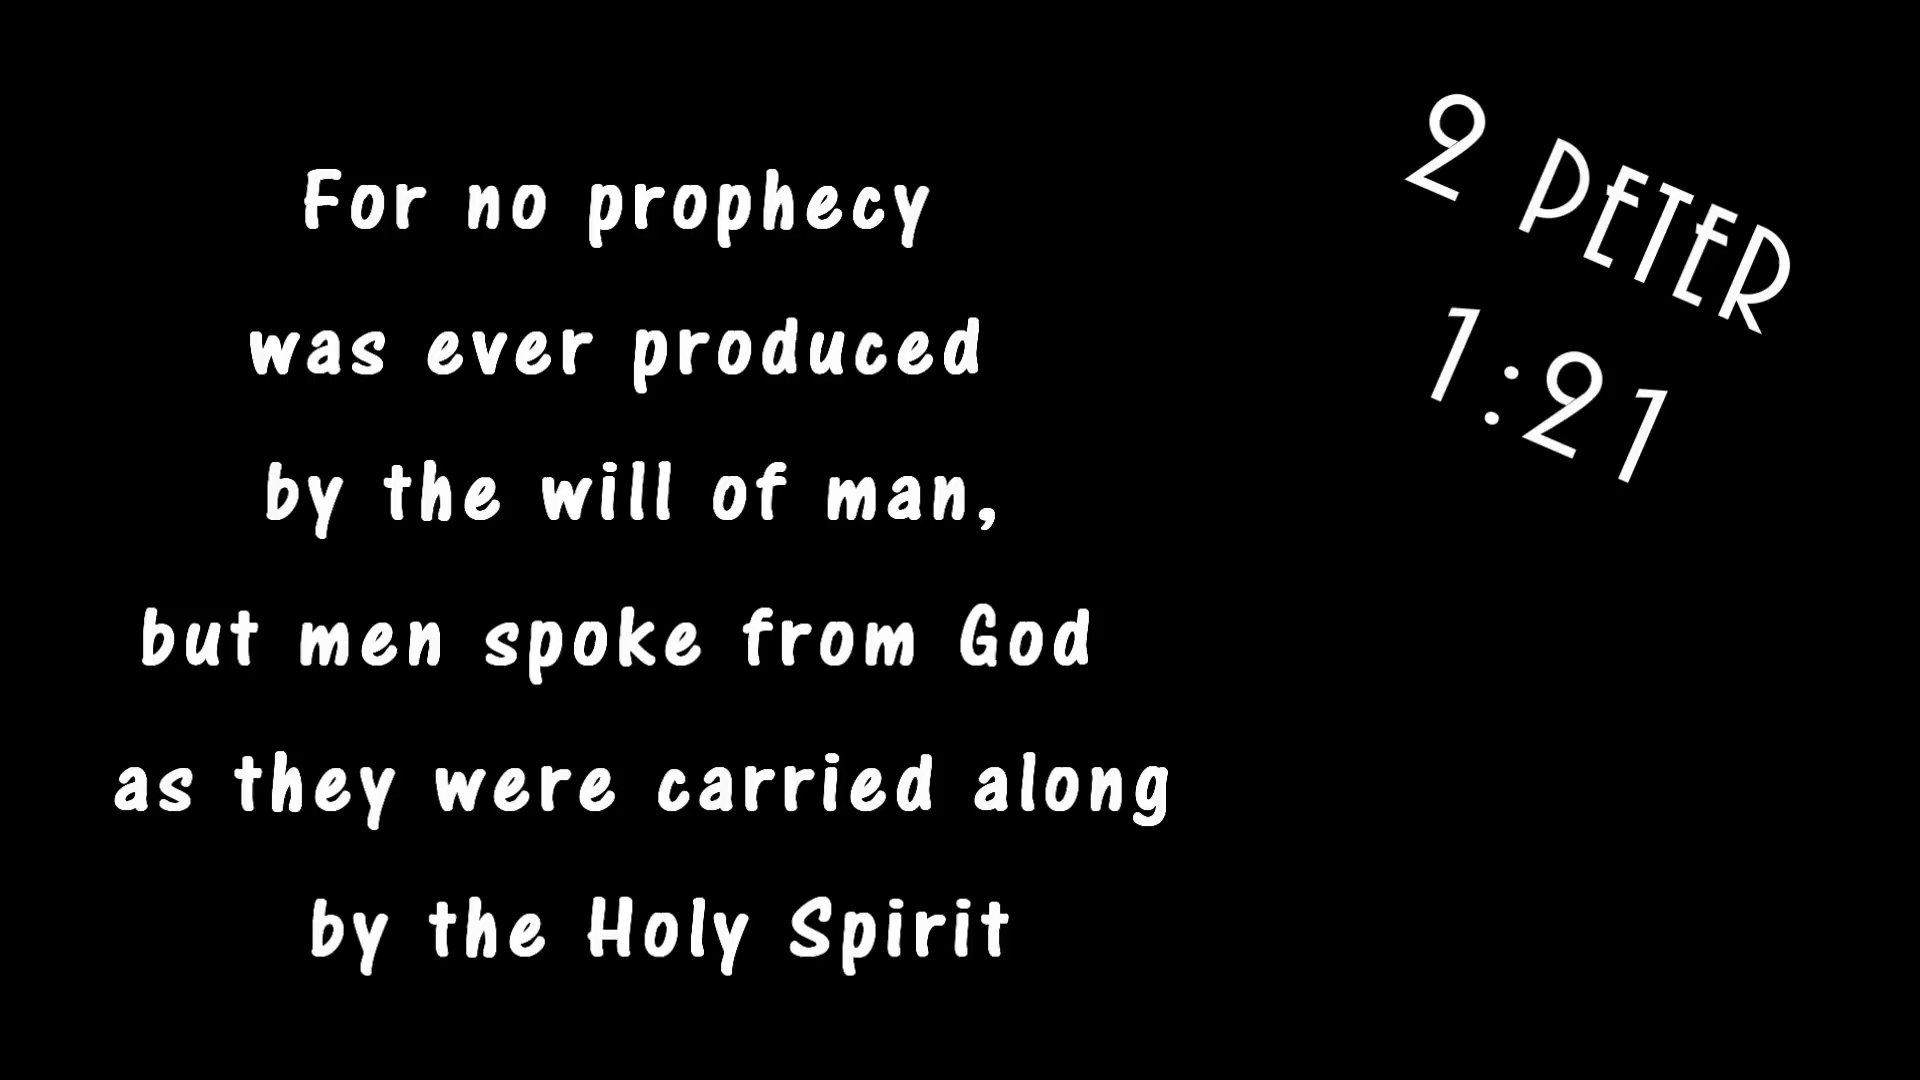 For no prophecy
was ever produced
by the will of man,
but men spoke from God
as they were carried along
by the Holy Spirit
2 PETER
1:21